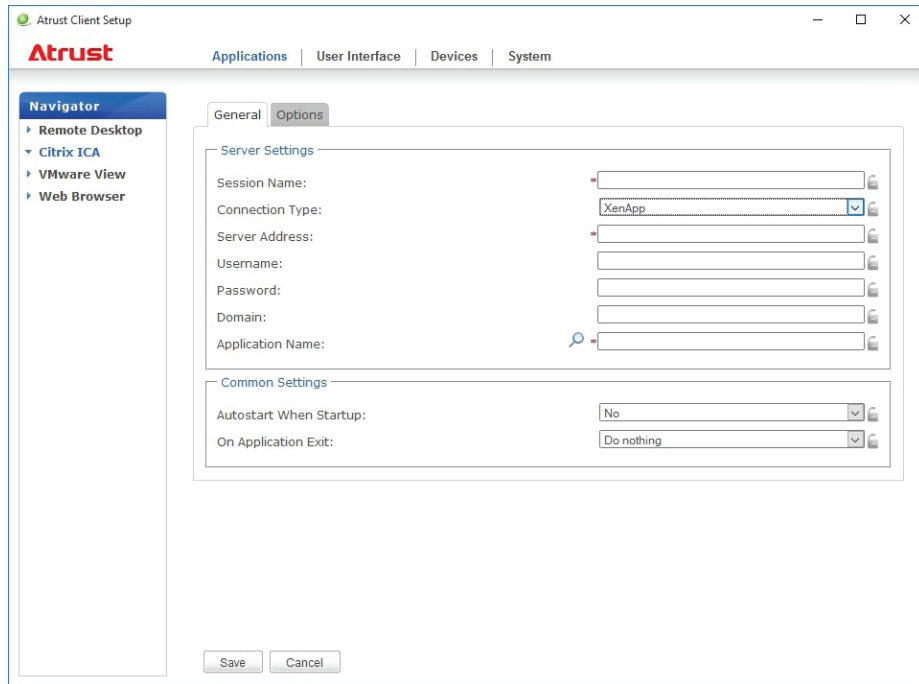 Atrust Client Setup
Atrust
Applications | User Interface | Devices | System
Navigator
Remote Desktop
Citrix ICA
VMware View
Web Browser
General Options
Server Settings
Session Name: *
Connection Type: XenApp
Server Address: *
Username:
Password:
Domain:
Application Name: *
Common Settings
Autostart When Startup: No
On Application Exit: Do nothing
Save Cancel